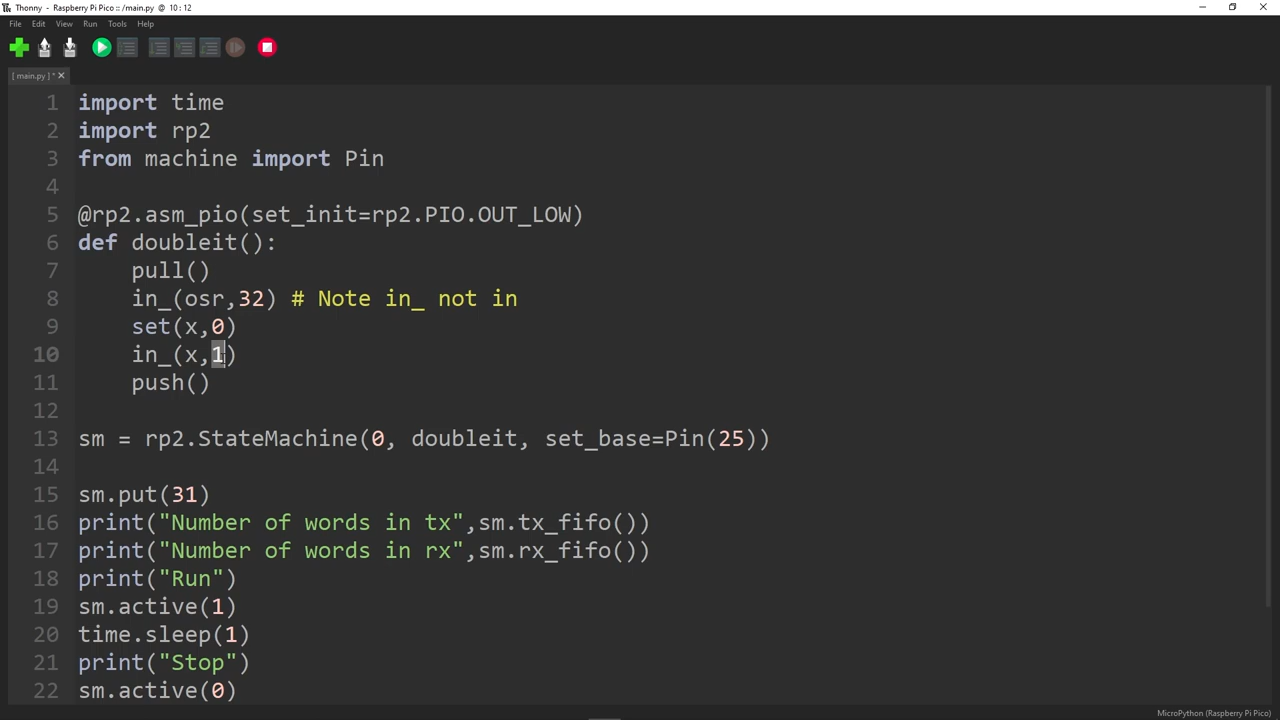 Thonny - Raspberry Pi Pico :: /main.py @ 10 : 12
File Edit View Run Tools Help
[ main.py ] *
1 import time
2 import rp2
3 from machine import Pin
4
5 @rp2.asm_pio(set_init=rp2.PIO.OUT_LOW)
6 def doubleit():
7     pull()
8     in_(osr,32) # Note in_ not in
9     set(x,0)
10     in_(x,1)
11     push()
12
13 sm = rp2.StateMachine(0, doubleit, set_base=Pin(25))
14
15 sm.put(31)
16 print("Number of words in tx",sm.tx_fifo())
17 print("Number of words in rx",sm.rx_fifo())
18 print("Run")
19 sm.active(1)
20 time.sleep(1)
21 print("Stop")
22 sm.active(0)
MicroPython (Raspberry Pi Pico)